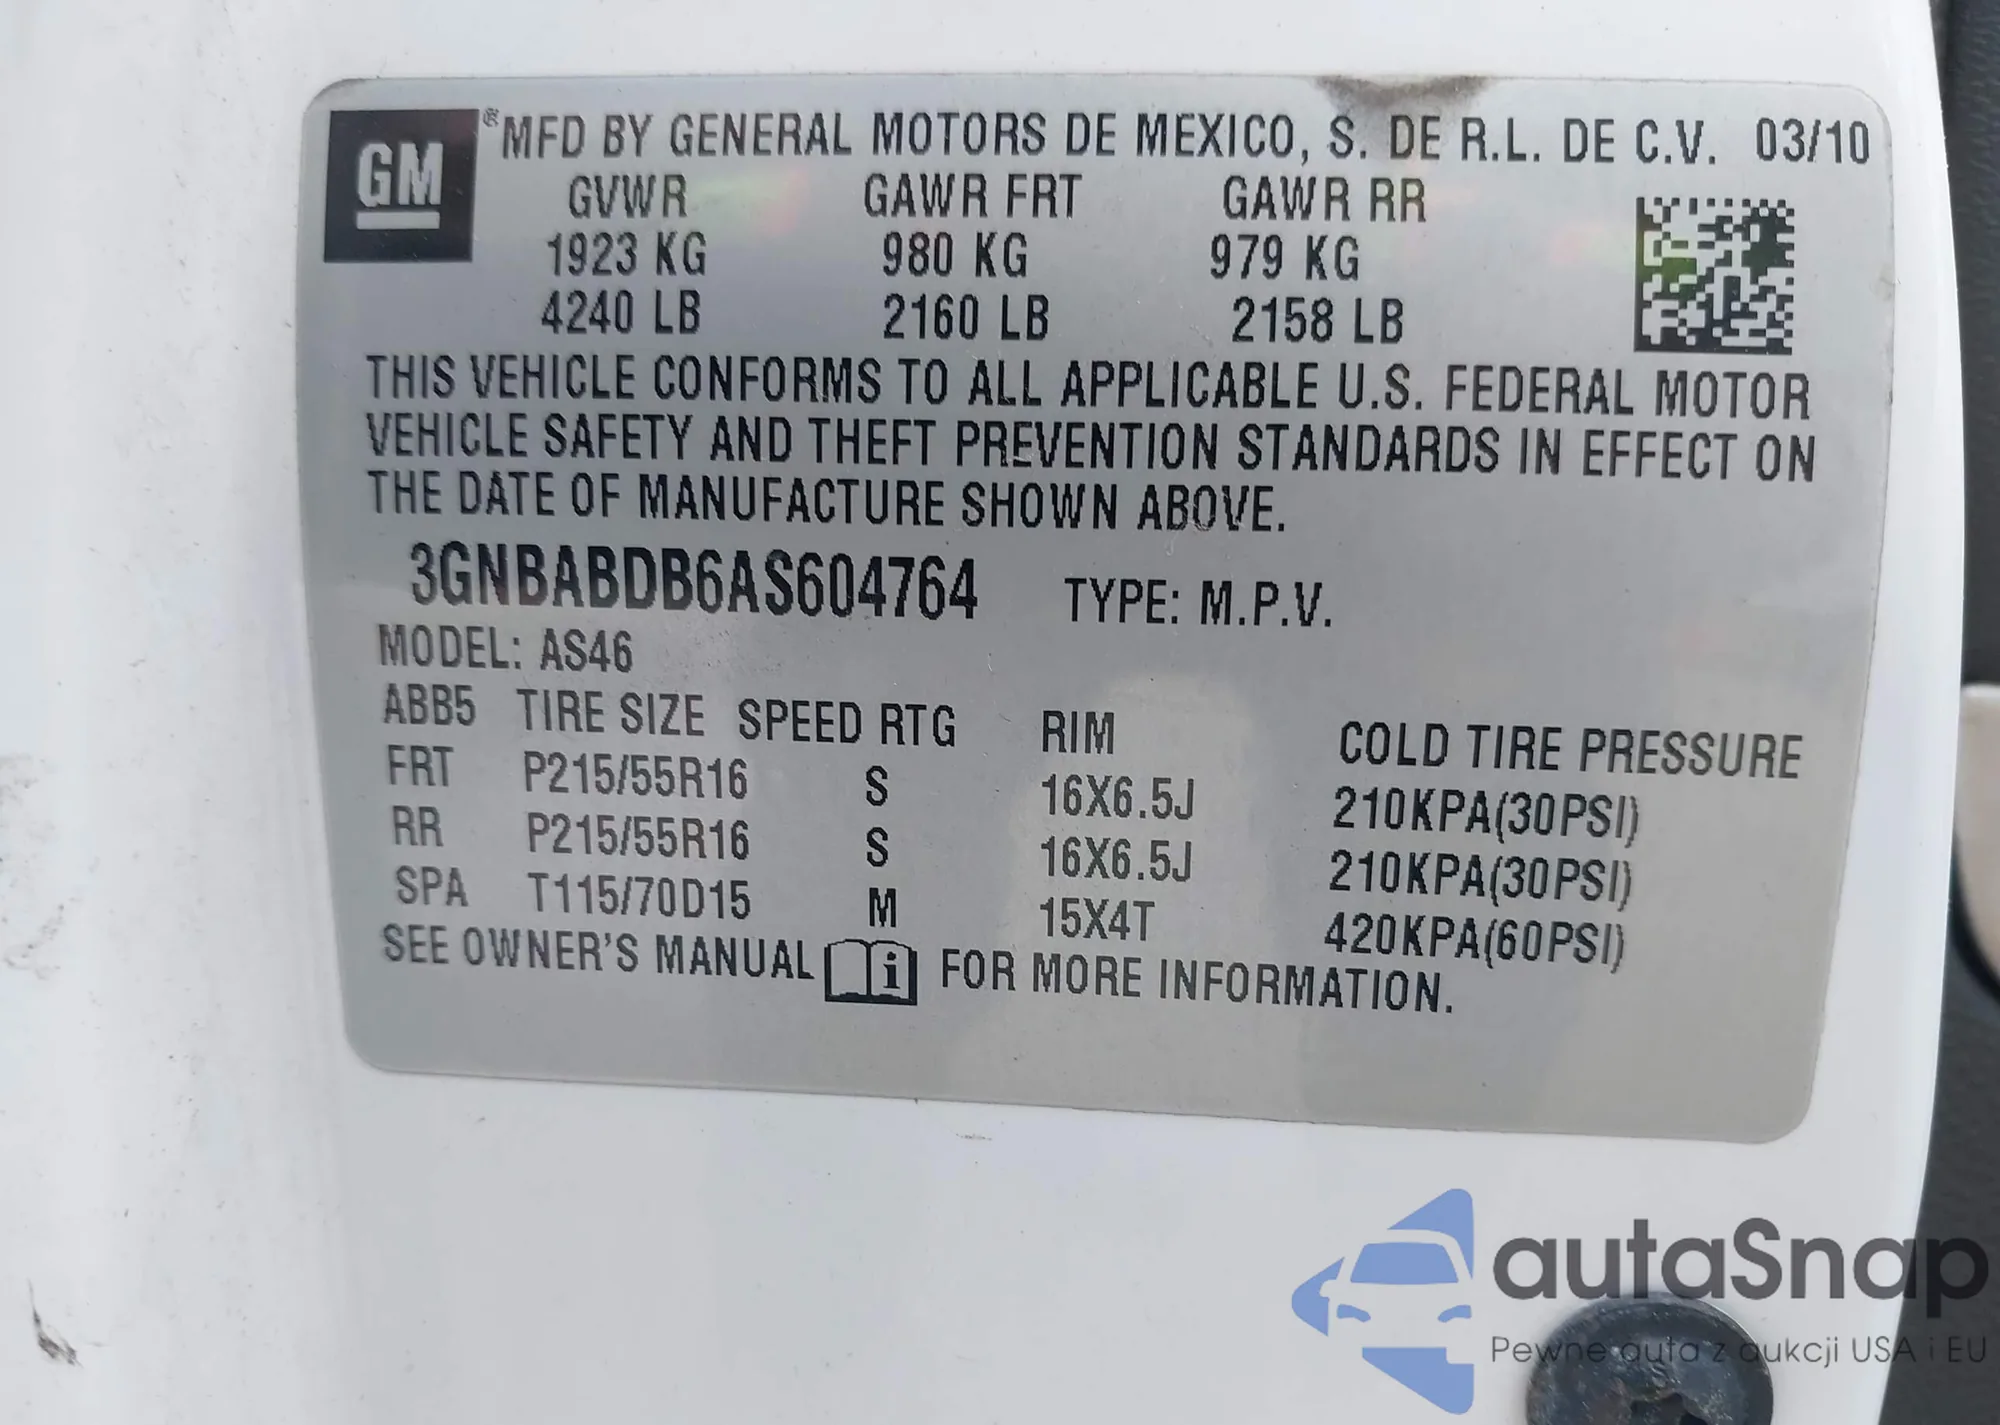 GM
® MFD BY GENERAL MOTORS DE MEXICO, S. DE R.L. DE C.V. 03/10
GVWR GAWR FRT GAWR RR
1923 KG 980 KG 979 KG
4240 LB 2160 LB 2158 LB
THIS VEHICLE CONFORMS TO ALL APPLICABLE U.S. FEDERAL MOTOR
VEHICLE SAFETY AND THEFT PREVENTION STANDARDS IN EFFECT ON
THE DATE OF MANUFACTURE SHOWN ABOVE.
3GNBABDB6AS604764 TYPE: M.P.V.
MODEL: AS46
ABB5 TIRE SIZE SPEED RTG RIM COLD TIRE PRESSURE
FRT P215/55R16 S 16X6.5J 210KPA(30PSI)
RR P215/55R16 S 16X6.5J 210KPA(30PSI)
SPA T115/70D15 M 15X4T 420KPA(60PSI)
SEE OWNER'S MANUAL i FOR MORE INFORMATION.
autaSnap
Pewne auta z aukcji USA i EU